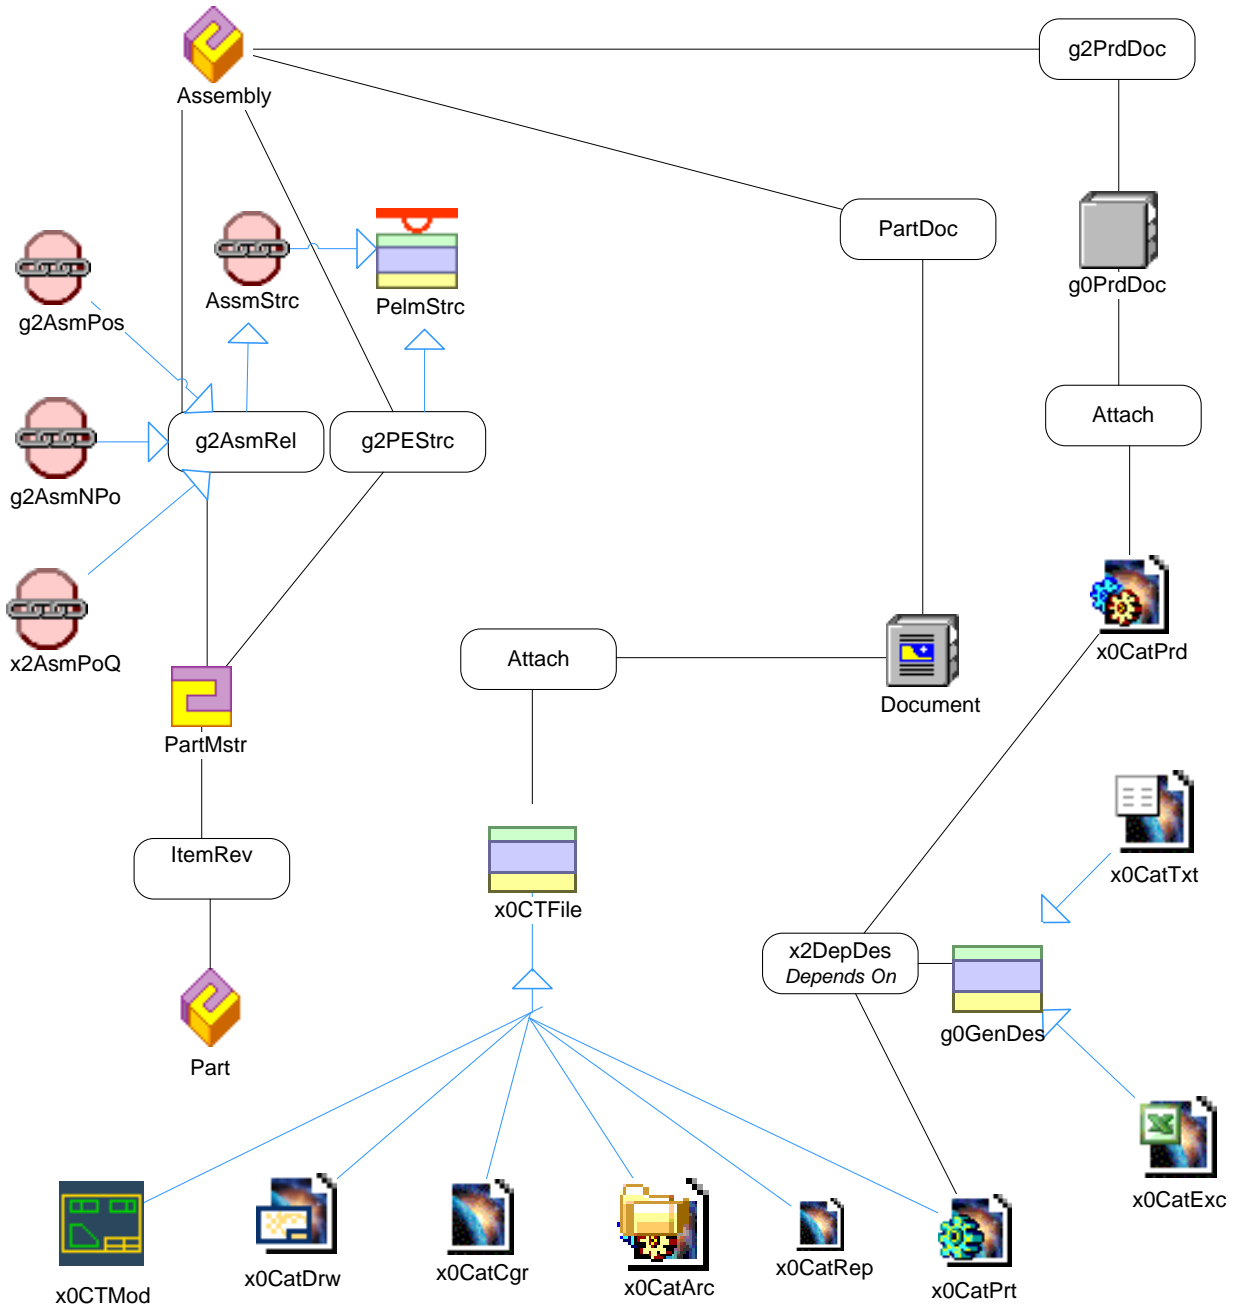 g2PrdDoc
Assembly
PartDoc
g0PrdDoc
AssmStrc
PelmStrc
g2AsmPos
Attach
g2AsmRel
g2PEStrc
g2AsmNPo
x0CatPrd
x2AsmPoQ
Attach
Document
PartMstr
ItemRev
x0CatTxt
x0CTFile
x2DepDes
Depends On
g0GenDes
Part
x0CatExc
x0CatDrw
x0CatCgr
x0CatRep
x0CatArc
x0CatPrt
x0CTMod